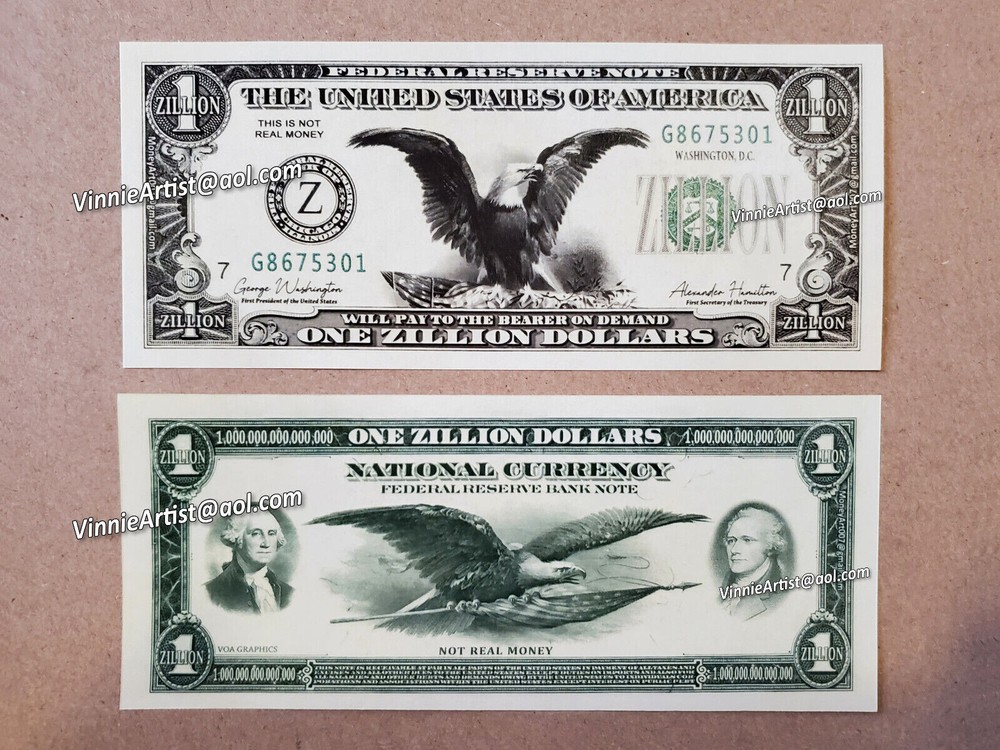 FEDERAL RESERVE NOTE
THE UNITED STATES OF AMERICA
1
ZILLION
1
ZILLION
THIS IS NOT
REAL MONEY
G8675301
WASHINGTON, D.C.
VinnieArtist@aol.com
Z
CHICAGO
ZILLION
VinnieArtist@aol.com
7
G8675301
7
George Washington
First President of the United States
Alexander Hamilton
First Secretary of the Treasury
WILL PAY TO THE BEARER ON DEMAND
ONE ZILLION DOLLARS
1
ZILLION
1
ZILLION
1
ZILLION
1,000,000,000,000,000
ONE ZILLION DOLLARS
1,000,000,000,000,000
1
ZILLION
NATIONAL CURRENCY
FEDERAL RESERVE BANK NOTE
VinnieArtist@aol.com
MoneyArt007@gmail.com
VinnieArtist@aol.com
VOA GRAPHICS
NOT REAL MONEY
1
ZILLION
1
ZILLION
1,000,000,000,000,000
1,000,000,000,000,000